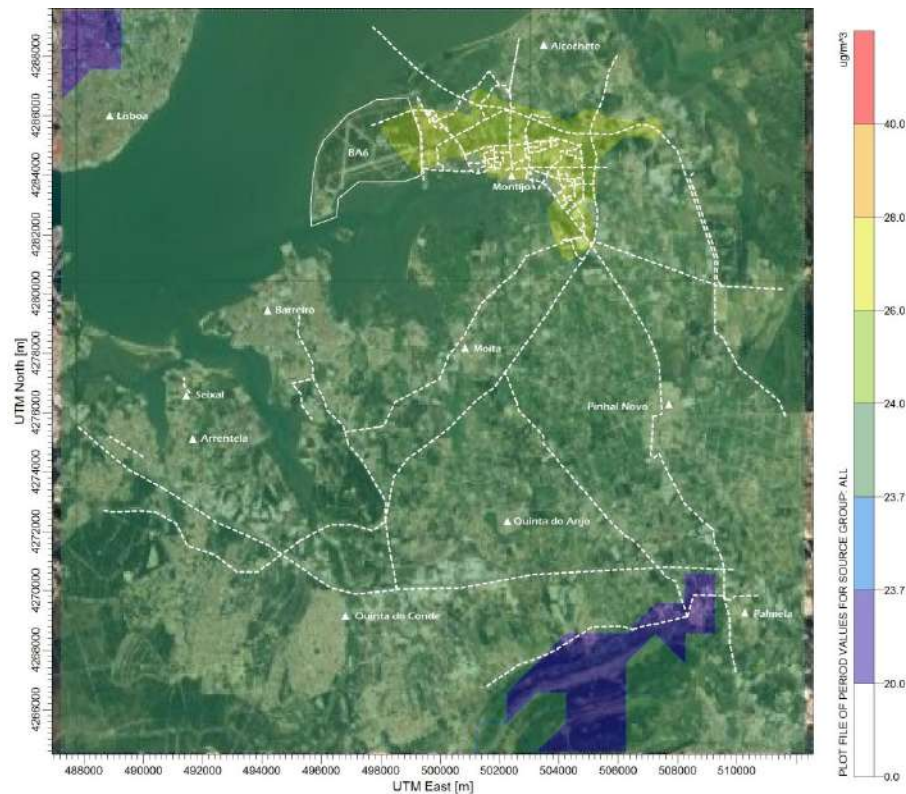 ug/m^3
Alcochete
Lisboa
BA6
Montijo
Barreiro
Moita
Seixal
Pinhal Novo
Arrentela
Quinta do Anjo
Quinta do Conde
Palmela
UTM North [m]
4288000
4286000
4284000
4282000
4280000
4278000
4276000
4274000
4272000
4270000
4268000
4266000
488000 490000 492000 494000 496000 498000 500000 502000 504000 506000 508000 510000
UTM East [m]
PLOT FILE OF PERIOD VALUES FOR SOURCE GROUP: ALL
40.0
28.0
26.0
24.0
23.7
23.7
20.0
0.0